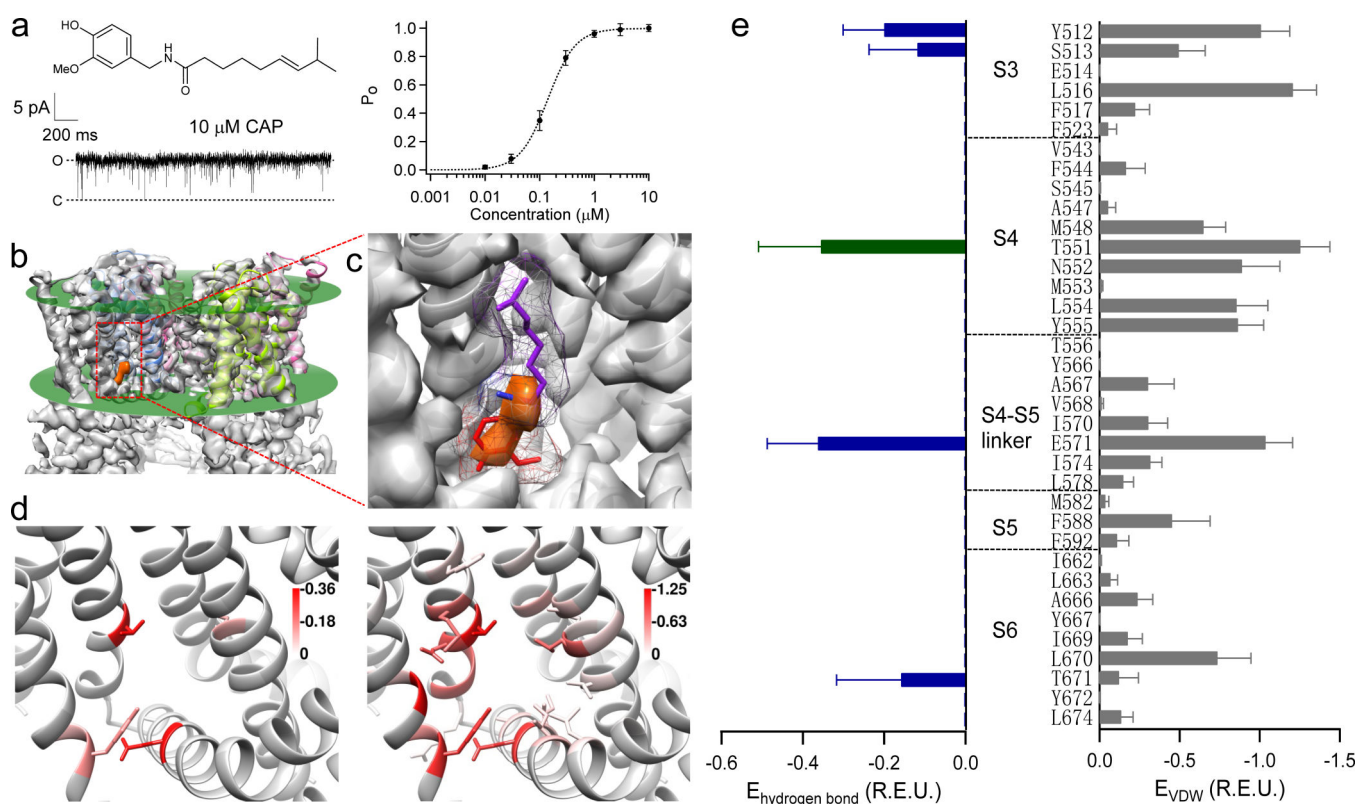 a
HO
MeO
H
N
O
5 pA
200 ms
10 μM CAP
O
C
Po
1.0
0.8
0.6
0.4
0.2
0.0
0.001 0.01 0.1 1 10
Concentration (μM)
b
c
d
-0.36
-0.18
0
-1.25
-0.63
0
e
S3
S4
S4-S5
linker
S5
S6
Y512
S513
E514
L516
F517
F523
V543
F544
S545
A547
M548
T551
N552
M553
L554
Y555
T556
Y566
A567
V568
I570
E571
I574
L578
M582
F588
E592
I662
L663
A666
Y667
I669
L670
T671
Y672
L674
-0.6 -0.4 -0.2 0.0
Ehydrogen bond (R.E.U.)
0.0 -0.5 -1.0 -1.5
EVDW (R.E.U.)